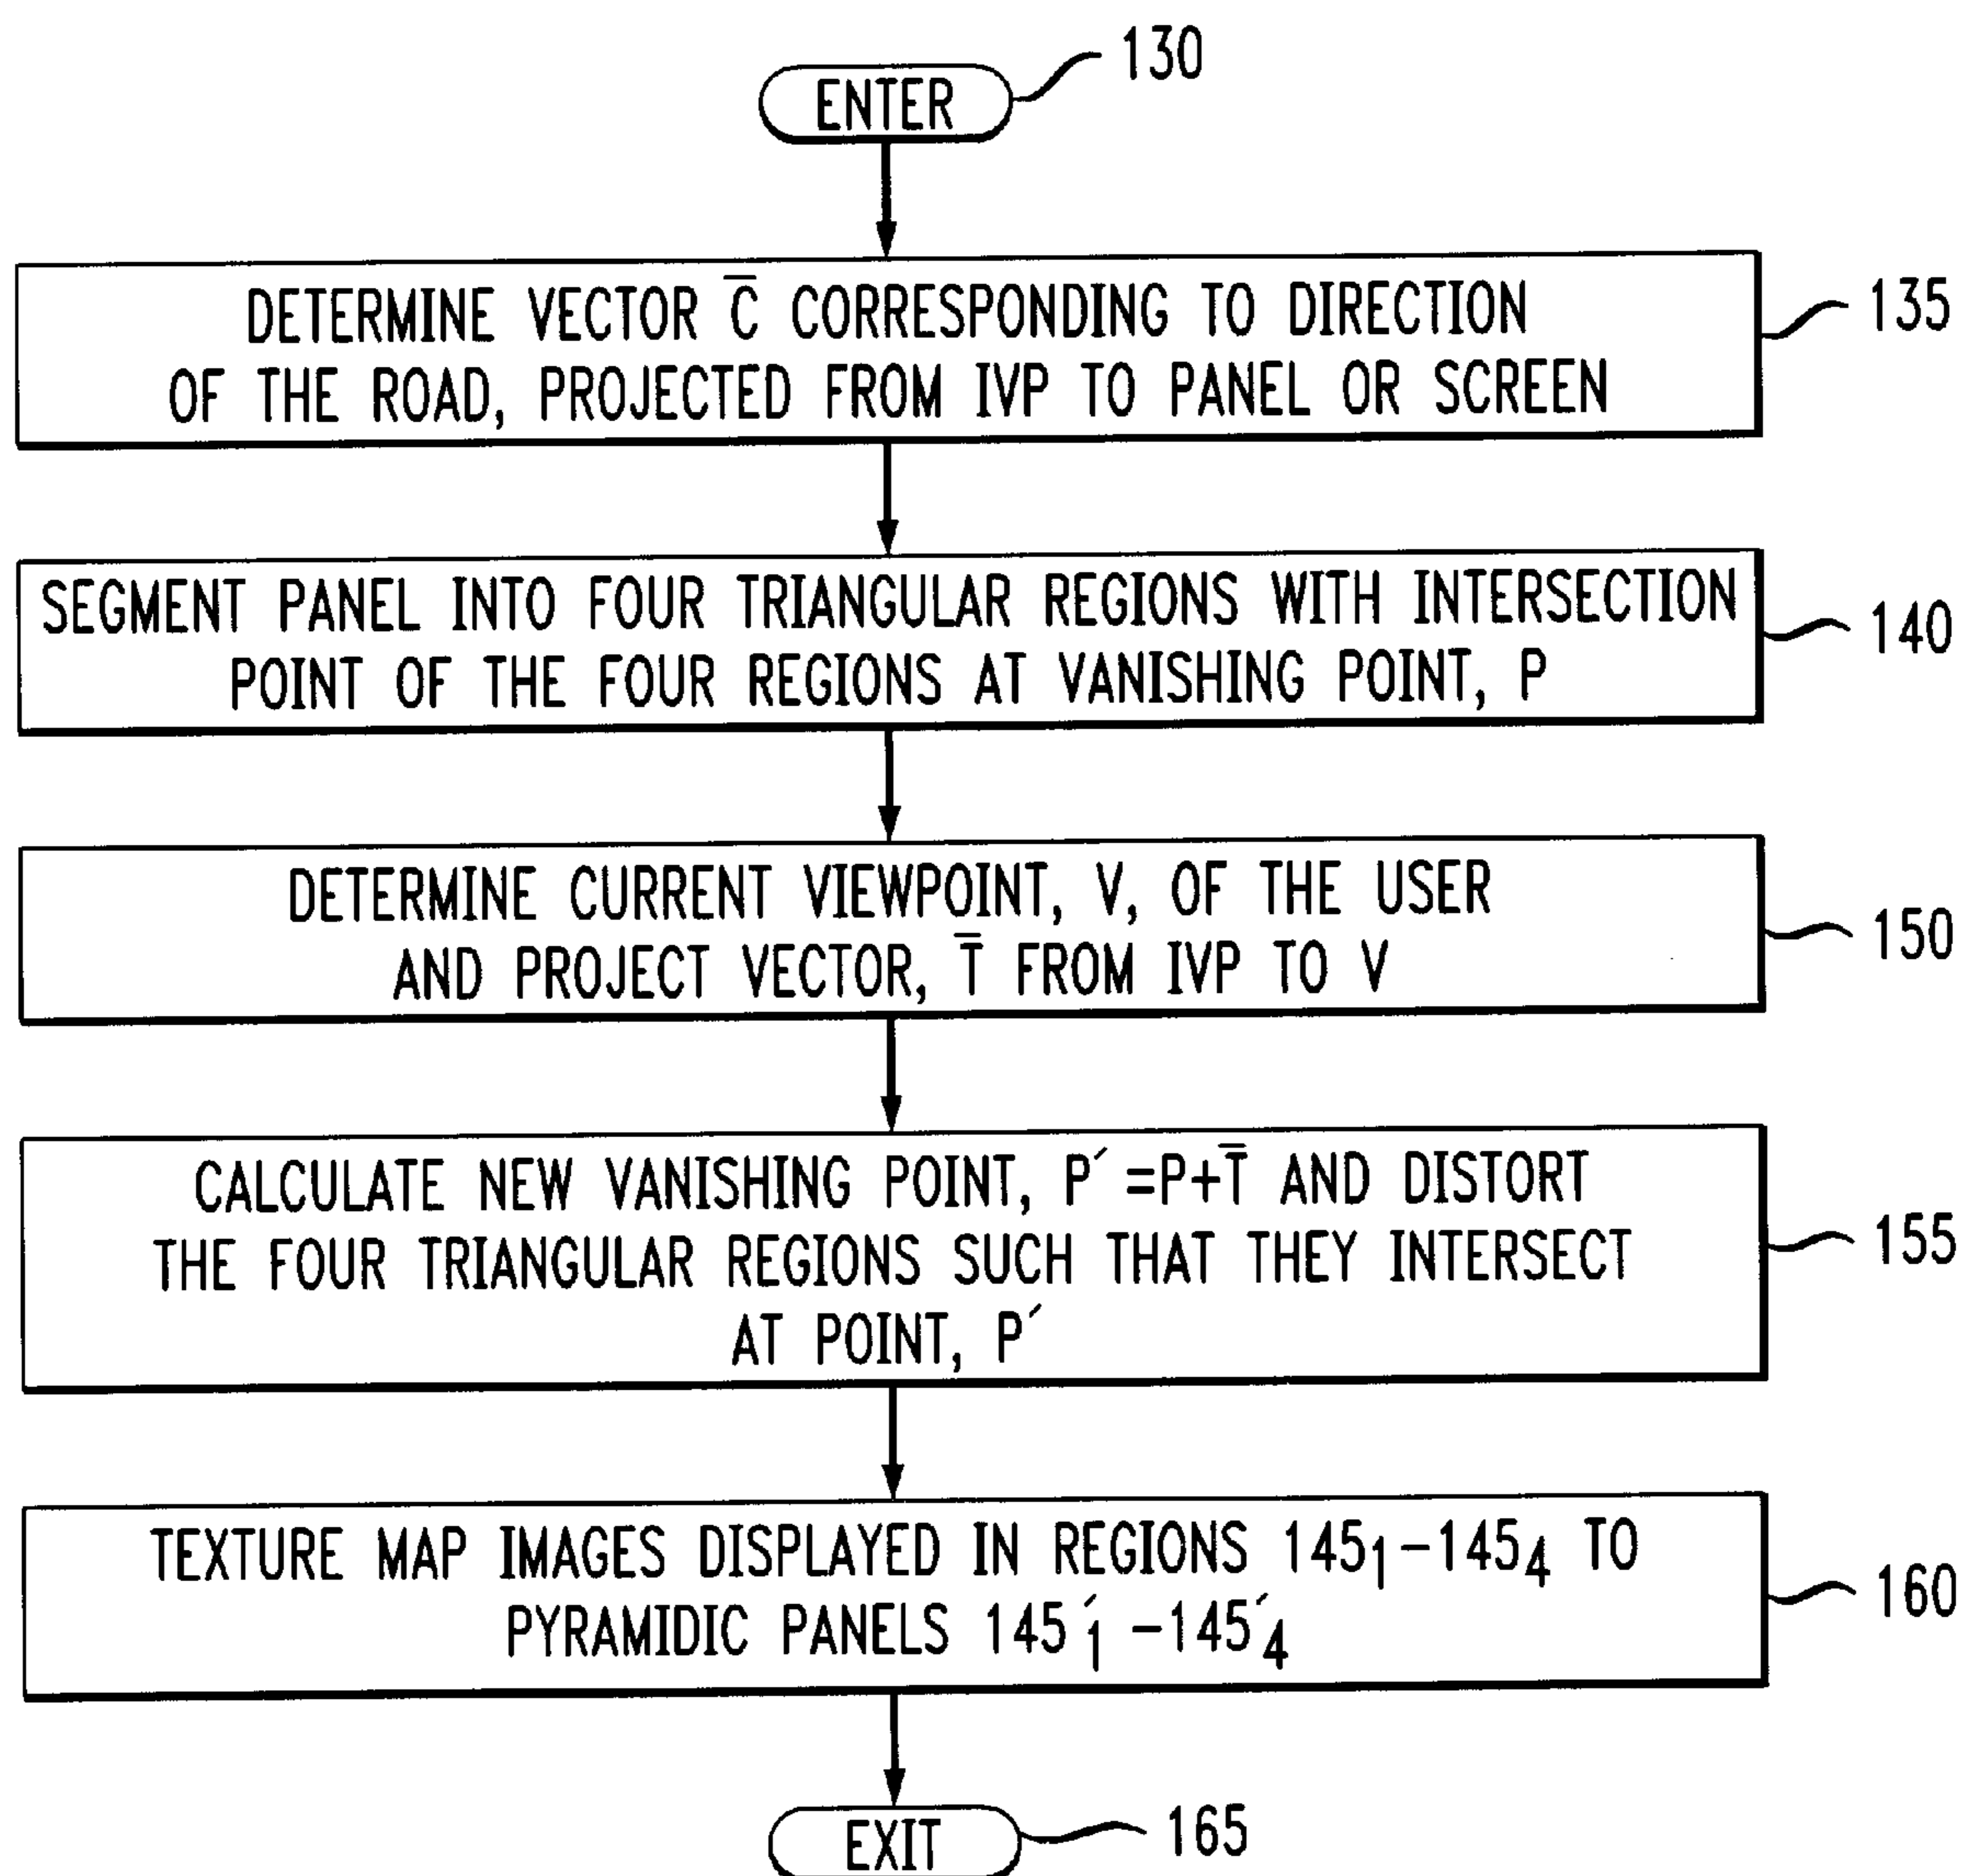 ENTER
130
DETERMINE VECTOR C̅ CORRESPONDING TO DIRECTION
OF THE ROAD, PROJECTED FROM IVP TO PANEL OR SCREEN
135
SEGMENT PANEL INTO FOUR TRIANGULAR REGIONS WITH INTERSECTION
POINT OF THE FOUR REGIONS AT VANISHING POINT, P
140
DETERMINE CURRENT VIEWPOINT, V, OF THE USER
AND PROJECT VECTOR, T̅ FROM IVP TO V
150
CALCULATE NEW VANISHING POINT, P′ =P+T̅ AND DISTORT
THE FOUR TRIANGULAR REGIONS SUCH THAT THEY INTERSECT
AT POINT, P′
155
TEXTURE MAP IMAGES DISPLAYED IN REGIONS 145₁–145₄ TO
PYRAMIDIC PANELS 145′₁ –145′₄
160
EXIT
165